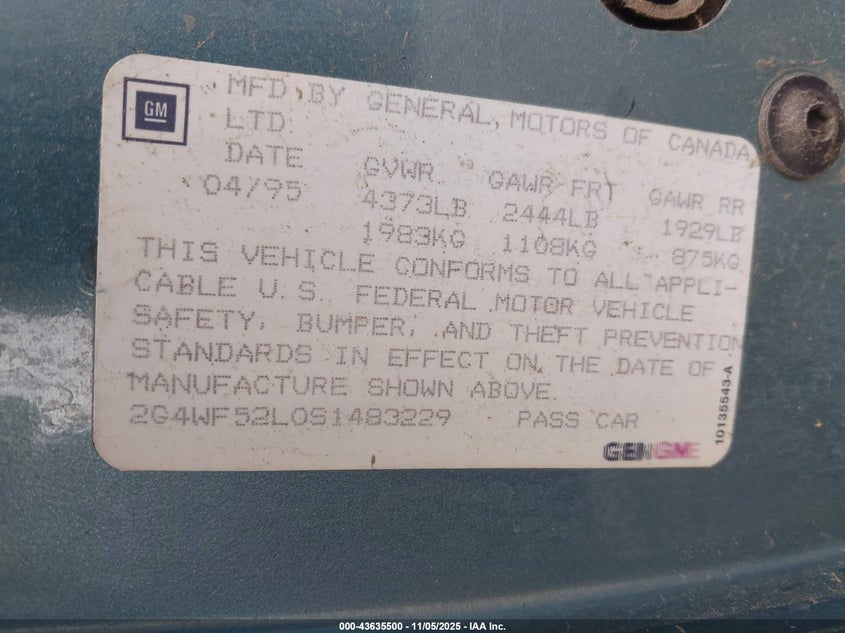 GM
MFD BY GENERAL MOTORS OF CANADA
LTD
DATE GVWR GAWR FRT GAWR RR
04/95 4373LB 2444LB 1929LB
1983KG 1108KG 875KG
THIS VEHICLE CONFORMS TO ALL APPLI-
CABLE U.S. FEDERAL MOTOR VEHICLE
SAFETY, BUMPER, AND THEFT PREVENTION
STANDARDS IN EFFECT ON THE DATE OF
MANUFACTURE SHOWN ABOVE.
2G4WF52L0S1483229 PASS CAR
10135543-A
000-43635500 - 11/05/2025 - IAA Inc.